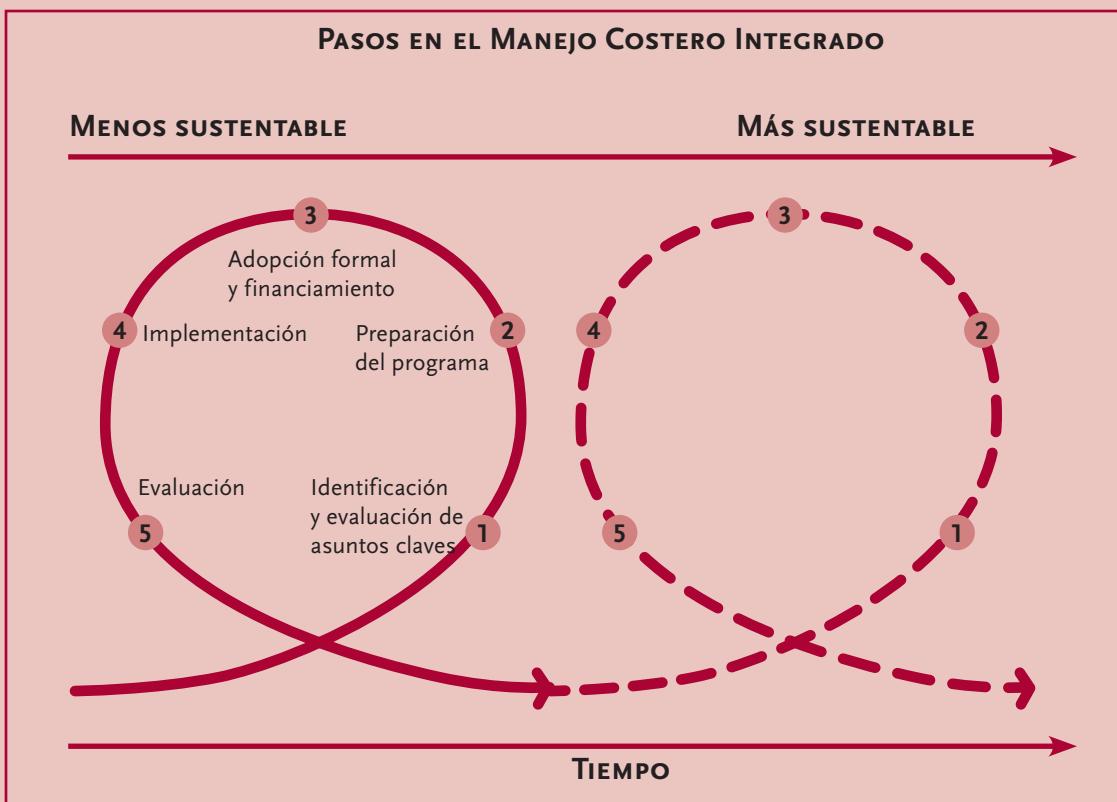 PASOS EN EL MANEJO COSTERO INTEGRADO
MENOS SUSTENTABLE
MÁS SUSTENTABLE
3
Adopción formal
y financiamiento
4
Implementación
2
Preparación
del programa
5
Evaluación
1
Identificación
y evaluación de
asuntos claves
3
4
2
5
1
TIEMPO